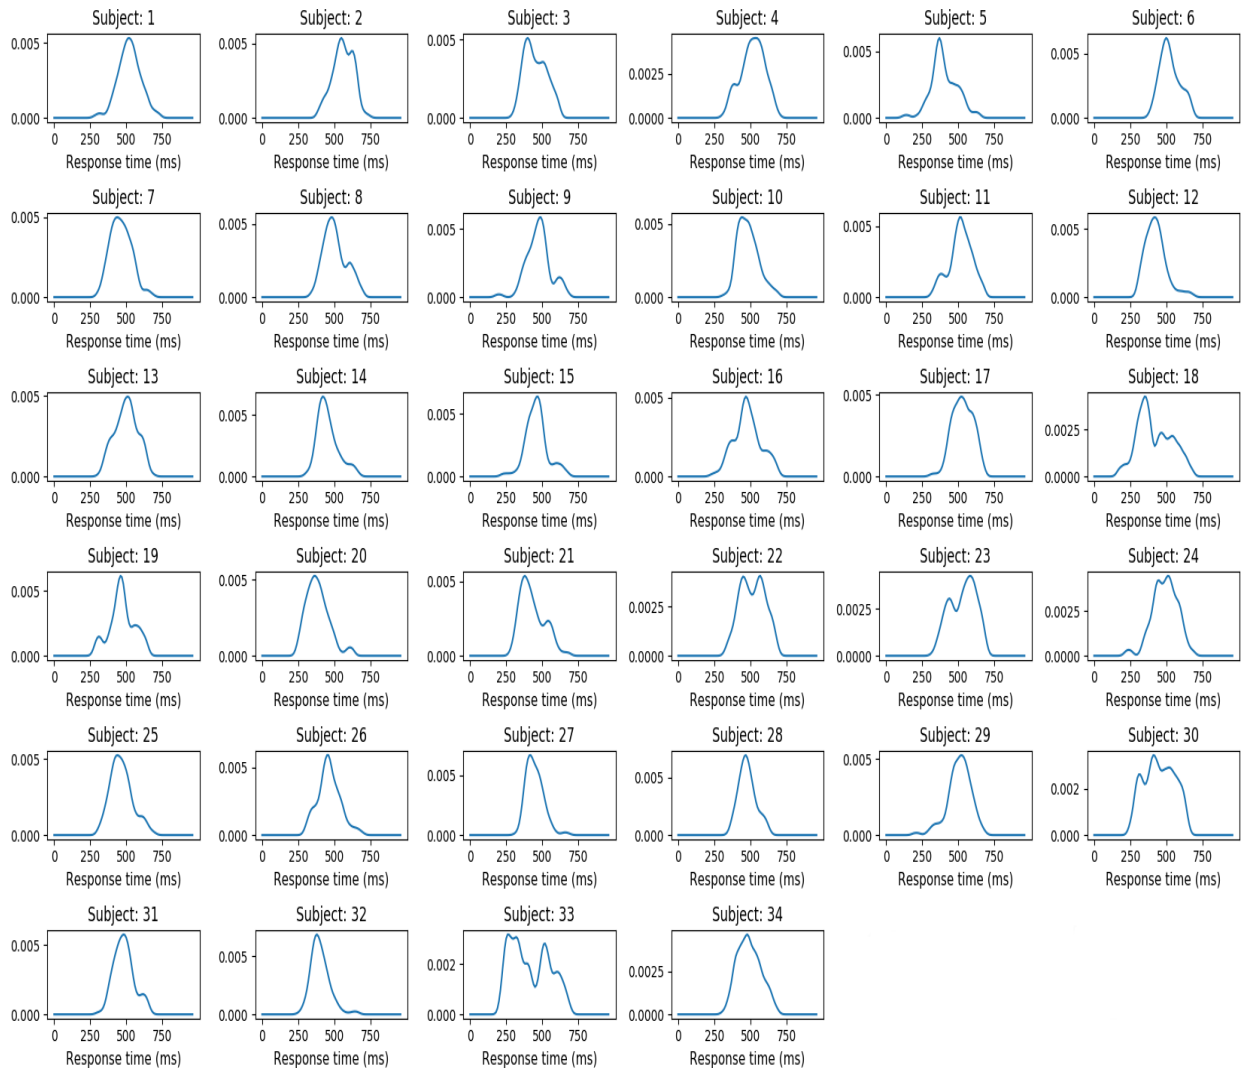 Subject: 1 Subject: 2 Subject: 3 Subject: 4 Subject: 5 Subject: 6
0.005 0.005 0.005 0.0025 0.005 0.005
0.000 0.000 0.000 0.0000 0.000 0.000
0 250 500 750 0 250 500 750 0 250 500 750 0 250 500 750 0 250 500 750 0 250 500 750
Response time (ms) Response time (ms) Response time (ms) Response time (ms) Response time (ms) Response time (ms)
Subject: 7 Subject: 8 Subject: 9 Subject: 10 Subject: 11 Subject: 12
0.005 0.005 0.005 0.005 0.005 0.005
0.000 0.000 0.000 0.000 0.000 0.000
0 250 500 750 0 250 500 750 0 250 500 750 0 250 500 750 0 250 500 750 0 250 500 750
Response time (ms) Response time (ms) Response time (ms) Response time (ms) Response time (ms) Response time (ms)
Subject: 13 Subject: 14 Subject: 15 Subject: 16 Subject: 17 Subject: 18
0.005 0.005 0.005 0.005 0.005 0.0025
0.000 0.000 0.000 0.000 0.000 0.0000
0 250 500 750 0 250 500 750 0 250 500 750 0 250 500 750 0 250 500 750 0 250 500 750
Response time (ms) Response time (ms) Response time (ms) Response time (ms) Response time (ms) Response time (ms)
Subject: 19 Subject: 20 Subject: 21 Subject: 22 Subject: 23 Subject: 24
0.005 0.005 0.005 0.0025 0.0025 0.0025
0.000 0.000 0.000 0.0000 0.0000 0.0000
0 250 500 750 0 250 500 750 0 250 500 750 0 250 500 750 0 250 500 750 0 250 500 750
Response time (ms) Response time (ms) Response time (ms) Response time (ms) Response time (ms) Response time (ms)
Subject: 25 Subject: 26 Subject: 27 Subject: 28 Subject: 29 Subject: 30
0.005 0.005 0.005 0.005 0.005 0.002
0.000 0.000 0.000 0.000 0.000 0.000
0 250 500 750 0 250 500 750 0 250 500 750 0 250 500 750 0 250 500 750 0 250 500 750
Response time (ms) Response time (ms) Response time (ms) Response time (ms) Response time (ms) Response time (ms)
Subject: 31 Subject: 32 Subject: 33 Subject: 34
0.005 0.005 0.002 0.0025
0.000 0.000 0.000 0.0000
0 250 500 750 0 250 500 750 0 250 500 750 0 250 500 750
Response time (ms) Response time (ms) Response time (ms) Response time (ms)